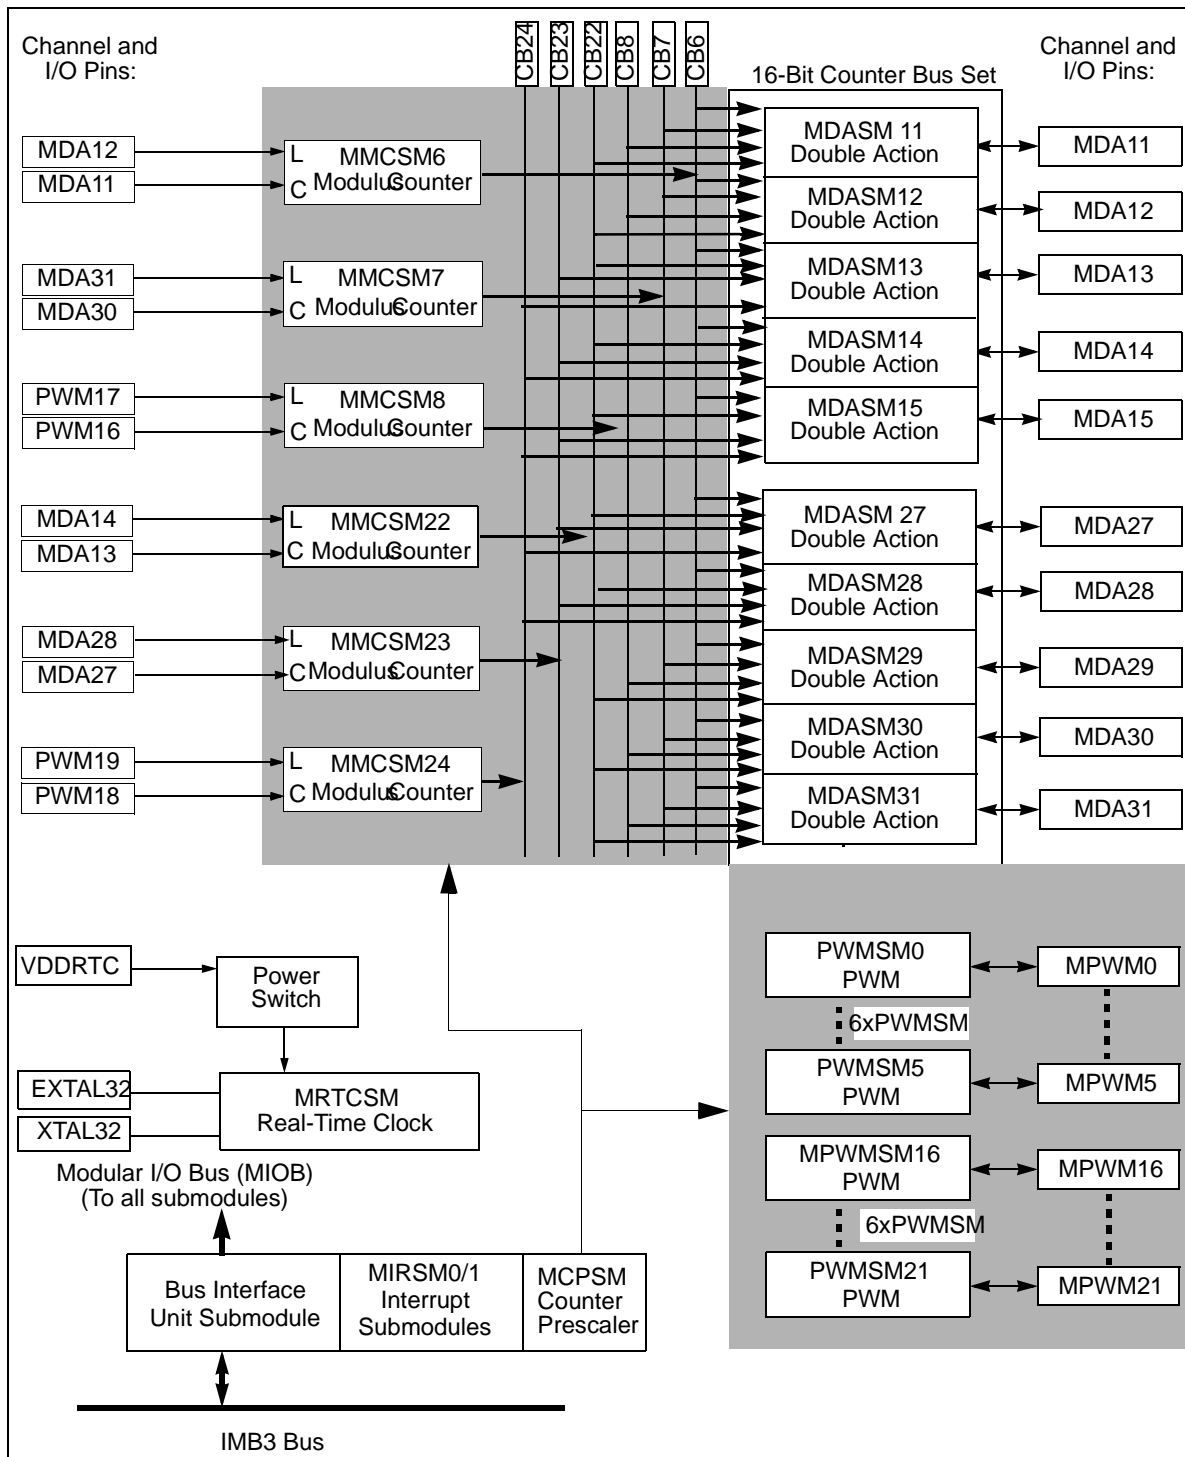 Channel and
I/O Pins:
CB24
CB23
CB22
CB8
CB7
CB6
16-Bit Counter Bus Set
Channel and
I/O Pins:
MDA12
MDA11
L
C
MMCSM6
Modulus Counter
MDA31
MDA30
L
C
MMCSM7
Modulus Counter
PWM17
PWM16
L
C
MMCSM8
Modulus Counter
MDA14
MDA13
L
C
MMCSM22
Modulus Counter
MDA28
MDA27
L
C
MMCSM23
Modulus Counter
PWM19
PWM18
L
C
MMCSM24
Modulus Counter
MDASM 11
Double Action
MDA11
MDASM12
Double Action
MDA12
MDASM13
Double Action
MDA13
MDASM14
Double Action
MDA14
MDASM15
Double Action
MDA15
MDASM 27
Double Action
MDA27
MDASM28
Double Action
MDA28
MDASM29
Double Action
MDA29
MDASM30
Double Action
MDA30
MDASM31
Double Action
MDA31
VDDRTC
Power
Switch
EXTAL32
XTAL32
MRTCSM
Real-Time Clock
Modular I/O Bus (MIOB)
(To all submodules)
Bus Interface
Unit Submodule
MIRSM0/1
Interrupt
Submodules
MCPSM
Counter
Prescaler
IMB3 Bus
PWMSM0
PWM
MPWM0
6xPWMSM
PWMSM5
PWM
MPWM5
MPWMSM16
PWM
MPWM16
6xPWMSM
PWMSM21
PWM
MPWM21